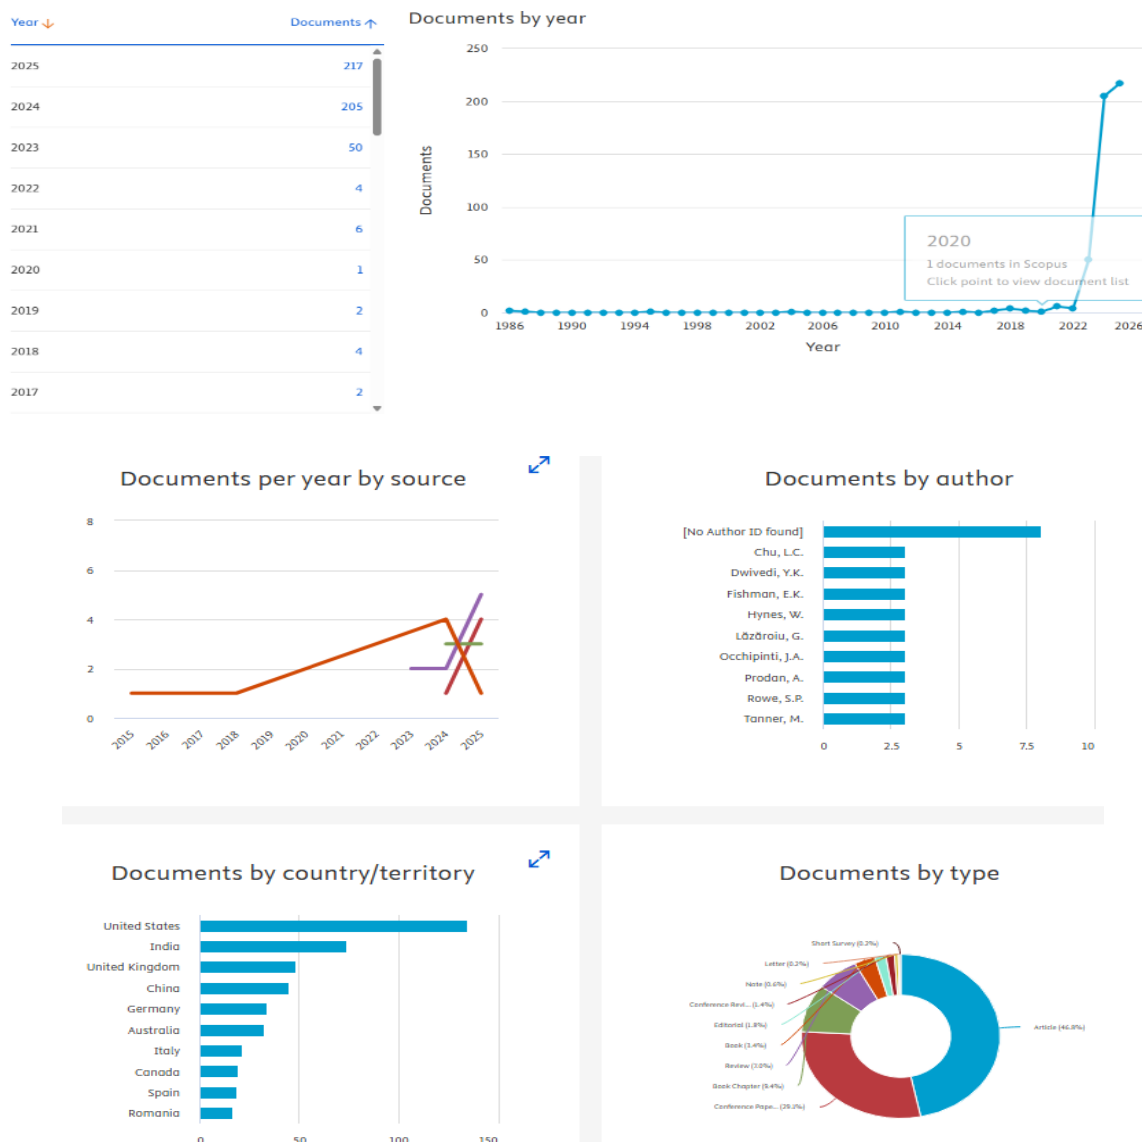 Year Documents
2025 217
2024 205
2023 50
2022 4
2021 6
2020 1
2019 2
2018 4
2017 2
Documents by year
250
200
150
100
50
0
Documents
2020
1 documents in Scopus
Click point to view document list
1986 1990 1994 1998 2002 2006 2010 2014 2018 2022 2026
Year
Documents per year by source
8
6
4
2
0
2015 2016 2017 2018 2019 2020 2021 2022 2023 2024 2025
Documents by author
[No Author ID found]
Chu, L.C.
Dwivedi, Y.K.
Fishman, E.K.
Hynes, W.
Lăzăroiu, G.
Occhipinti, J.A.
Prodan, A.
Rowe, S.P.
Tanner, M.
0 2.5 5 7.5 10
Documents by country/territory
United States
India
United Kingdom
China
Germany
Australia
Italy
Canada
Spain
Romania
0 50 100 150
Documents by type
Short Survey (0.2%)
Letter (0.2%)
Note (0.6%)
Conference Revi... (1.4%)
Editorial (1.8%)
Book (3.4%)
Review (7.0%)
Book Chapter (9.4%)
Conference Pape...
Article (46.8%)